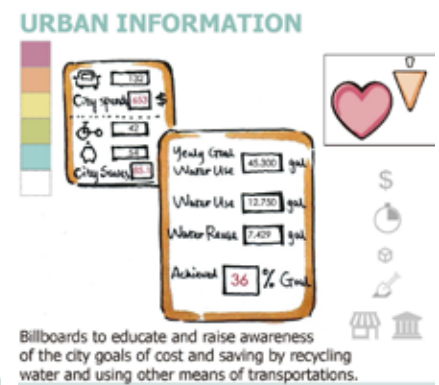 URBAN INFORMATION
132
City spends 653 $
42
54
City Saves 85.1
Yearly Goal
Water Use 45.300 gal
Water Use 12.750 gal
Water Reuse 7.429 gal
Achieved 36 % Goal
$
Billboards to educate and raise awareness
of the city goals of cost and saving by recycling
water and using other means of transportations.